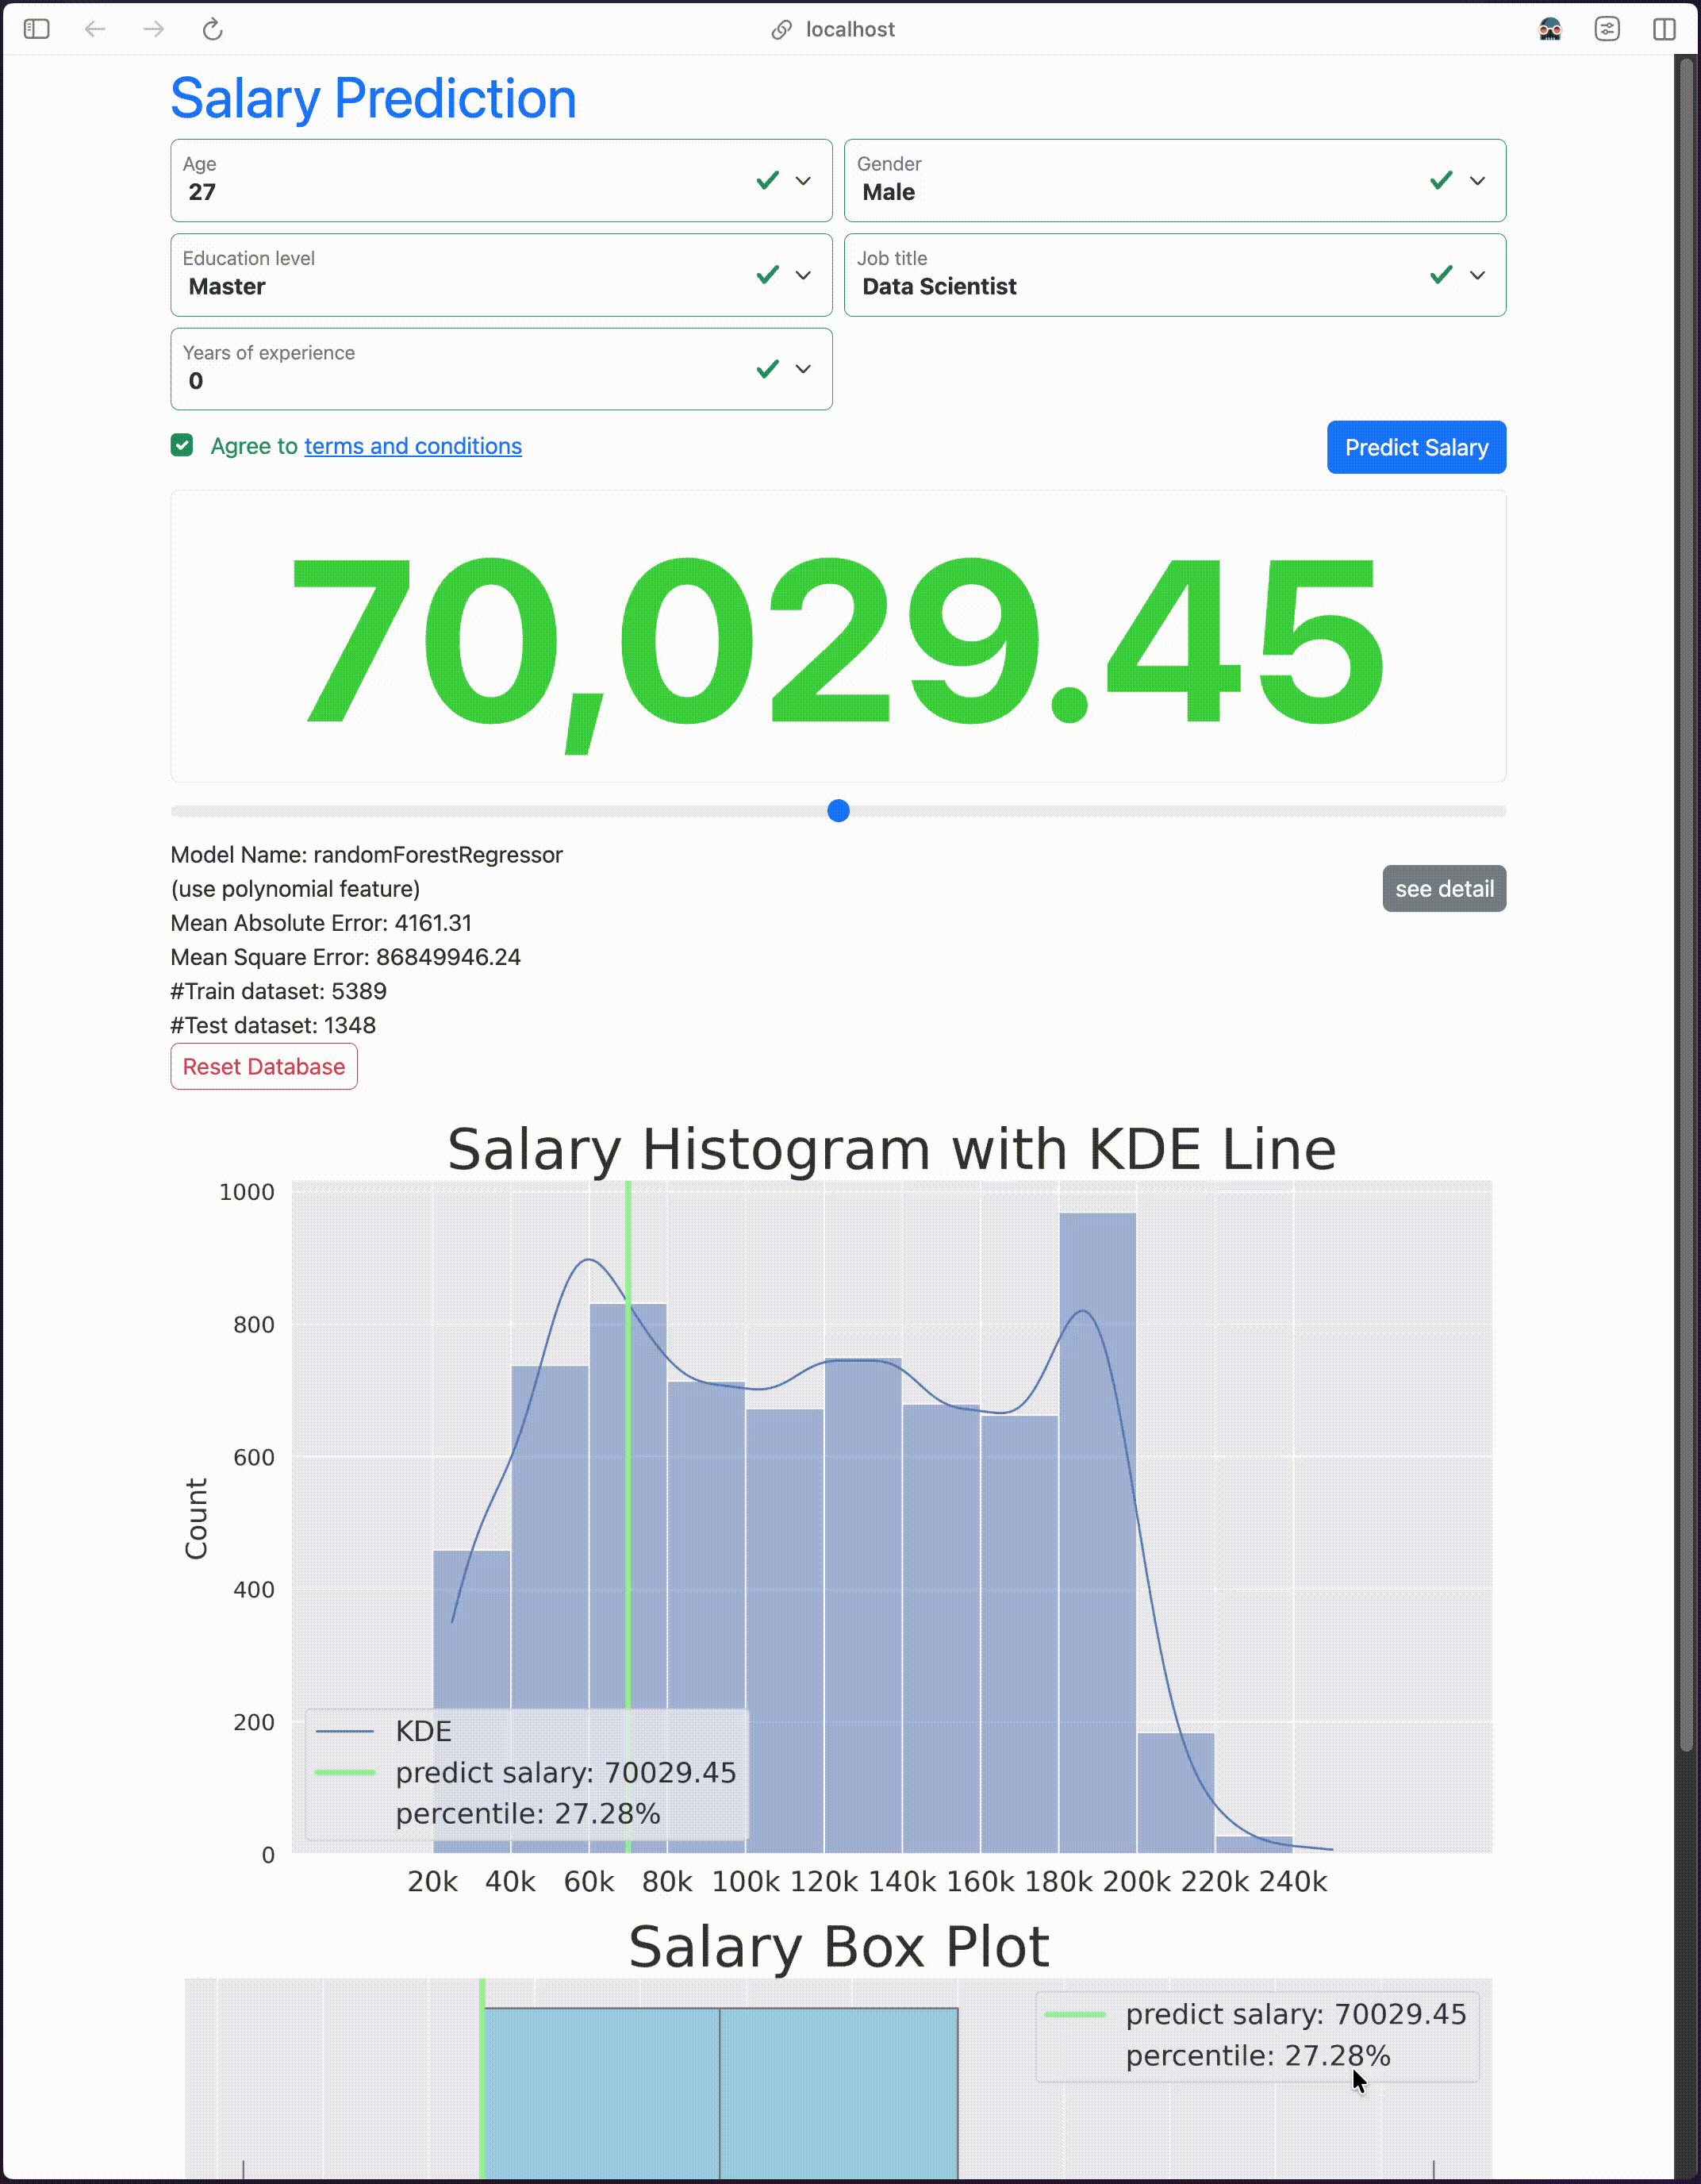 localhost
Salary Prediction
Age
27
Gender
Male
Education level
Master
Job title
Data Scientist
Years of experience
0
Agree to terms and conditions
Predict Salary
70,029.45
Model Name: randomForestRegressor
(use polynomial feature)
see detail
Mean Absolute Error: 4161.31
Mean Square Error: 86849946.24
#Train dataset: 5389
#Test dataset: 1348
Reset Database
Salary Histogram with KDE Line
1000
800
600
400
200
0
Count
KDE
predict salary: 70029.45
percentile: 27.28%
20k 40k 60k 80k 100k 120k 140k 160k 180k 200k 220k 240k
Salary Box Plot
predict salary: 70029.45
percentile: 27.28%